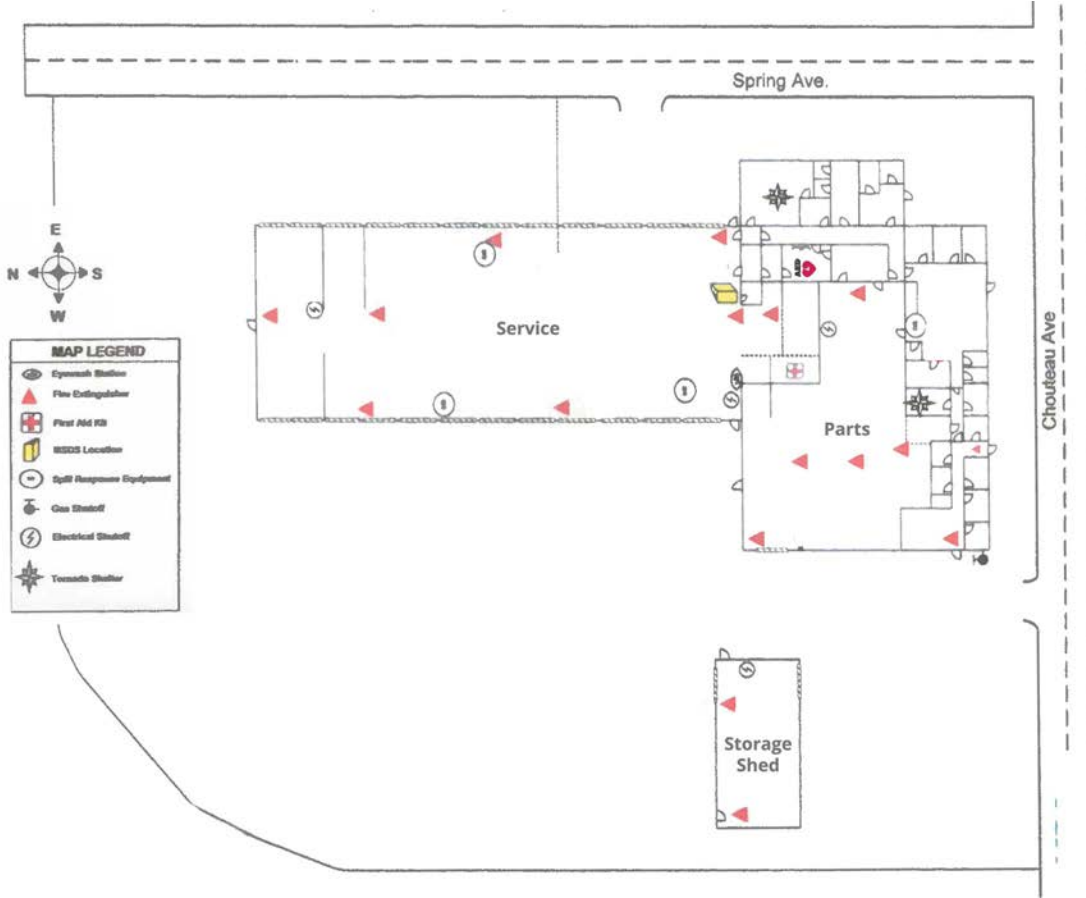 Spring Ave.
E
N S
W
MAP LEGEND
Eyewash Station
Fire Extinguisher
First Aid Kit
MSDS Location
Spill Response Equipment
Gas Shutoff
Electrical Shutoff
Tornado Shelter
Service
AED
Parts
Chouteau Ave
Storage
Shed